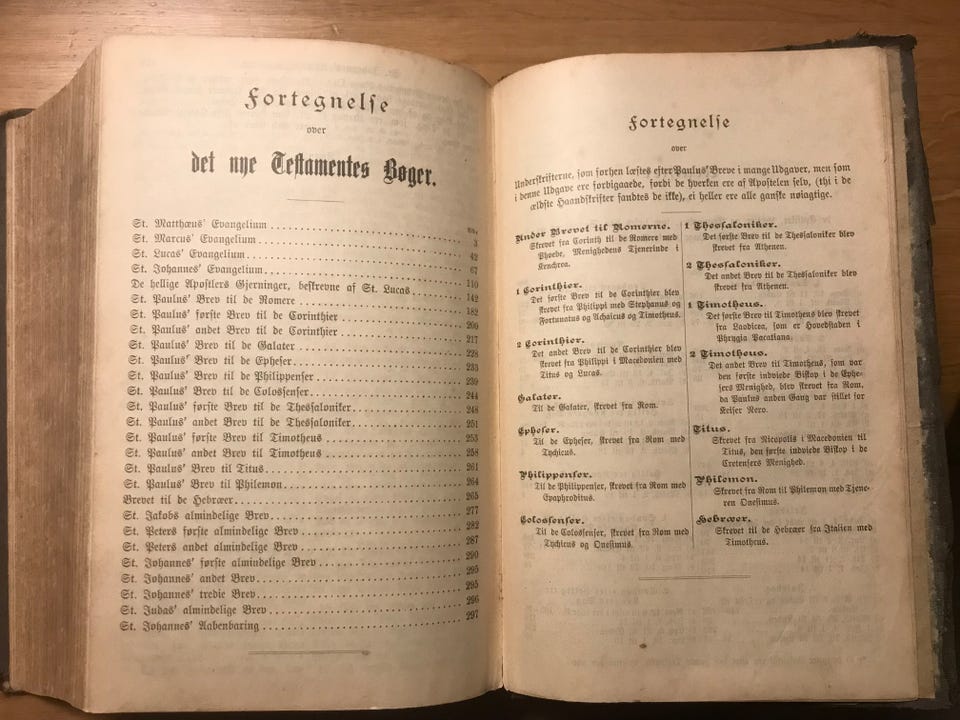 Fortegnelse
over
det nye Testamentes Bøger.
St. Matthæus' Evangelium
St. Marcus' Evangelium 3
St. Lucas' Evangelium 42
St. Johannes' Evangelium 67
De hellige Apostlers Gjerninger, beskrevne af St. Lucas 110
St. Paulus' Brev til de Romere 142
St. Paulus' første Brev til de Corinthier 182
St. Paulus' andet Brev til de Corinthier 200
St. Paulus' Brev til de Galater 217
St. Paulus' Brev til de Epheser 228
St. Paulus' Brev til de Philippenser 233
St. Paulus' Brev til de Colossenser 239
St. Paulus' første Brev til de Thessaloniker 244
St. Paulus' andet Brev til de Thessaloniker 248
St. Paulus' første Brev til Timotheus 251
St. Paulus' andet Brev til Timotheus 253
St. Paulus' Brev til Titus 258
St. Paulus' Brev til Philemon 261
Brevet til de Hebræer 264
St. Jakobs almindelige Brev 265
St. Peters første almindelige Brev 277
St. Peters andet almindelige Brev 282
St. Johannes' første almindelige Brev 287
St. Johannes' andet Brev 290
St. Johannes' tredie Brev 295
St. Judas' almindelige Brev 295
St. Johannes' Aabenbaring 296
297
Fortegnelse
over
Underskrifterne, som forhen læstes efter Paulus' Breve i mange Udgaver, men som
i denne Udgave ere forbigaaede, fordi de hverken ere af Apostelen selv, (thi i de
ældste Haandskrifter fandtes de ikke), ei heller ere alle ganske nøiagtige.
Under Brevet til Romerne.
Skrevet fra Corinth til de Romere med
Phoebe, Menighedens Tjenerinde i
Kenchrea.
1 Corinthier.
Det første Brev til de Corinthier blev
skrevet fra Philippi med Stephanus og
Fortunatus og Achaicus og Timotheus.
2 Corinthier.
Det andet Brev til de Corinthier blev
skrevet fra Philippi i Macedonien med
Titus og Lucas.
Galater.
Til de Galater, skrevet fra Rom.
Epheser.
Til de Epheser, skrevet fra Rom med
Tychicus.
Philippenser.
Til de Philippenser, skrevet fra Rom med
Epaphroditus.
Colossenser.
Til de Colossenser, skrevet fra Rom med
Tychicus og Onesimus.
1 Thessaloniker.
Det første Brev til de Thessaloniker blev
skrevet fra Athenen.
2 Thessaloniker.
Det andet Brev til de Thessaloniker blev
skrevet fra Athenen.
1 Timotheus.
Det første Brev til Timotheus blev skrevet
fra Laodicea, som er Hovedstaden i
Phrygia Pacatiana.
2 Timotheus.
Det andet Brev til Timotheus, som var
den første indviede Biskop i de Ephe-
sers Menighed, blev skrevet fra Rom,
da Paulus anden Gang var stillet for
Keiser Nero.
Titus.
Skrevet fra Nicopolis i Macedonien til
Titus, den første indviede Biskop i de
Cretensers Menighed.
Philemon.
Skrevet fra Rom til Philemon med Tjene-
ren Onesimus.
Hebræer.
Skrevet til de Hebræer fra Italien med
Timotheus.